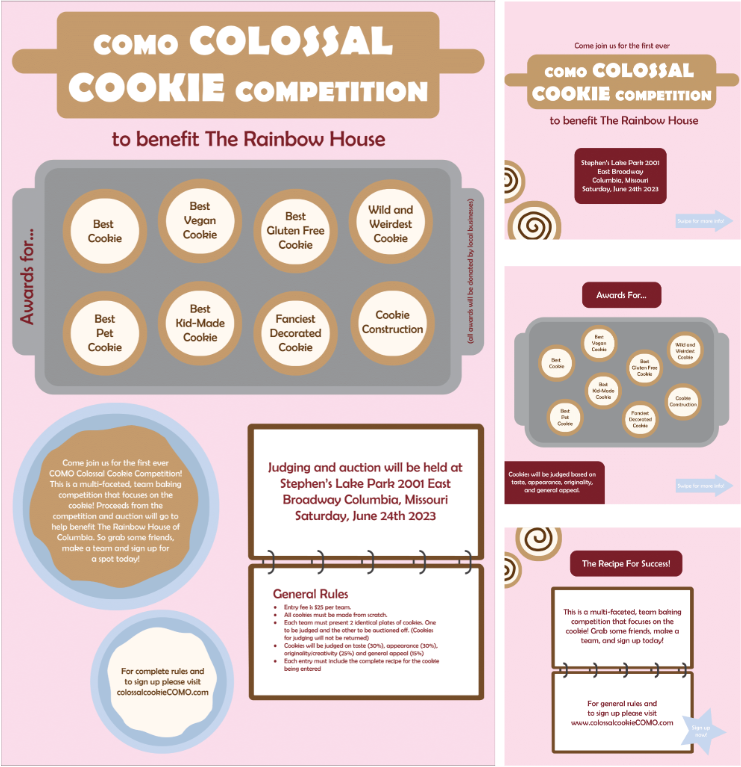 COMO COLOSSAL
COOKIE COMPETITION
to benefit The Rainbow House
Awards for...
Best
Cookie
Best
Vegan
Cookie
Best
Gluten Free
Cookie
Wild and
Weirdest
Cookie
Best
Pet
Cookie
Best
Kid-Made
Cookie
Fanciest
Decorated
Cookie
Cookie
Construction
(all awards will be donated by local businesses)
Come join us for the first ever
COMO Colossal Cookie Competition!
This is a multi-faceted, team baking
competition that focuses on the
cookie! Proceeds from the
competition and auction will go to
help benefit The Rainbow House of
Columbia. So grab some friends,
make a team and sign up for
a spot today!
For complete rules and
to sign up please visit
colossalcookieCOMO.com
Judging and auction will be held at
Stephen's Lake Park 2001 East
Broadway Columbia, Missouri
Saturday, June 24th 2023
General Rules
• Entry fee is $25 per team.
• All cookies must be made from scratch.
• Each team must present 2 identical plates of cookies. One
to be judged and the other to be auctioned off. (Cookies
for judging will not be returned)
• Cookies will be judged on taste (30%), appearance (30%),
originality/creativity (25%) and general appeal (15%)
• Each entry must include the complete recipe for the cookie
being entered
Come join us for the first ever
COMO COLOSSAL
COOKIE COMPETITION
to benefit The Rainbow House
Stephen's Lake Park 2001
East Broadway
Columbia, Missouri
Saturday, June 24th 2023
Swipe for more info!
Awards For...
Best
Cookie
Best
Vegan
Cookie
Best
Gluten Free
Cookie
Wild and
Weirdest
Cookie
Best
Pet
Cookie
Best
Kid-Made
Cookie
Fanciest
Decorated
Cookie
Cookie
Construction
Cookies will be judged based on
taste, appearance, originality,
and general appeal.
Swipe for more info!
The Recipe For Success!
This is a multi-faceted, team baking
competition that focuses on the
cookie! Grab some friends, make a
team, and sign up today!
For general rules and
to sign up please visit
www.colossalcookieCOMO.com
Sign up
now!